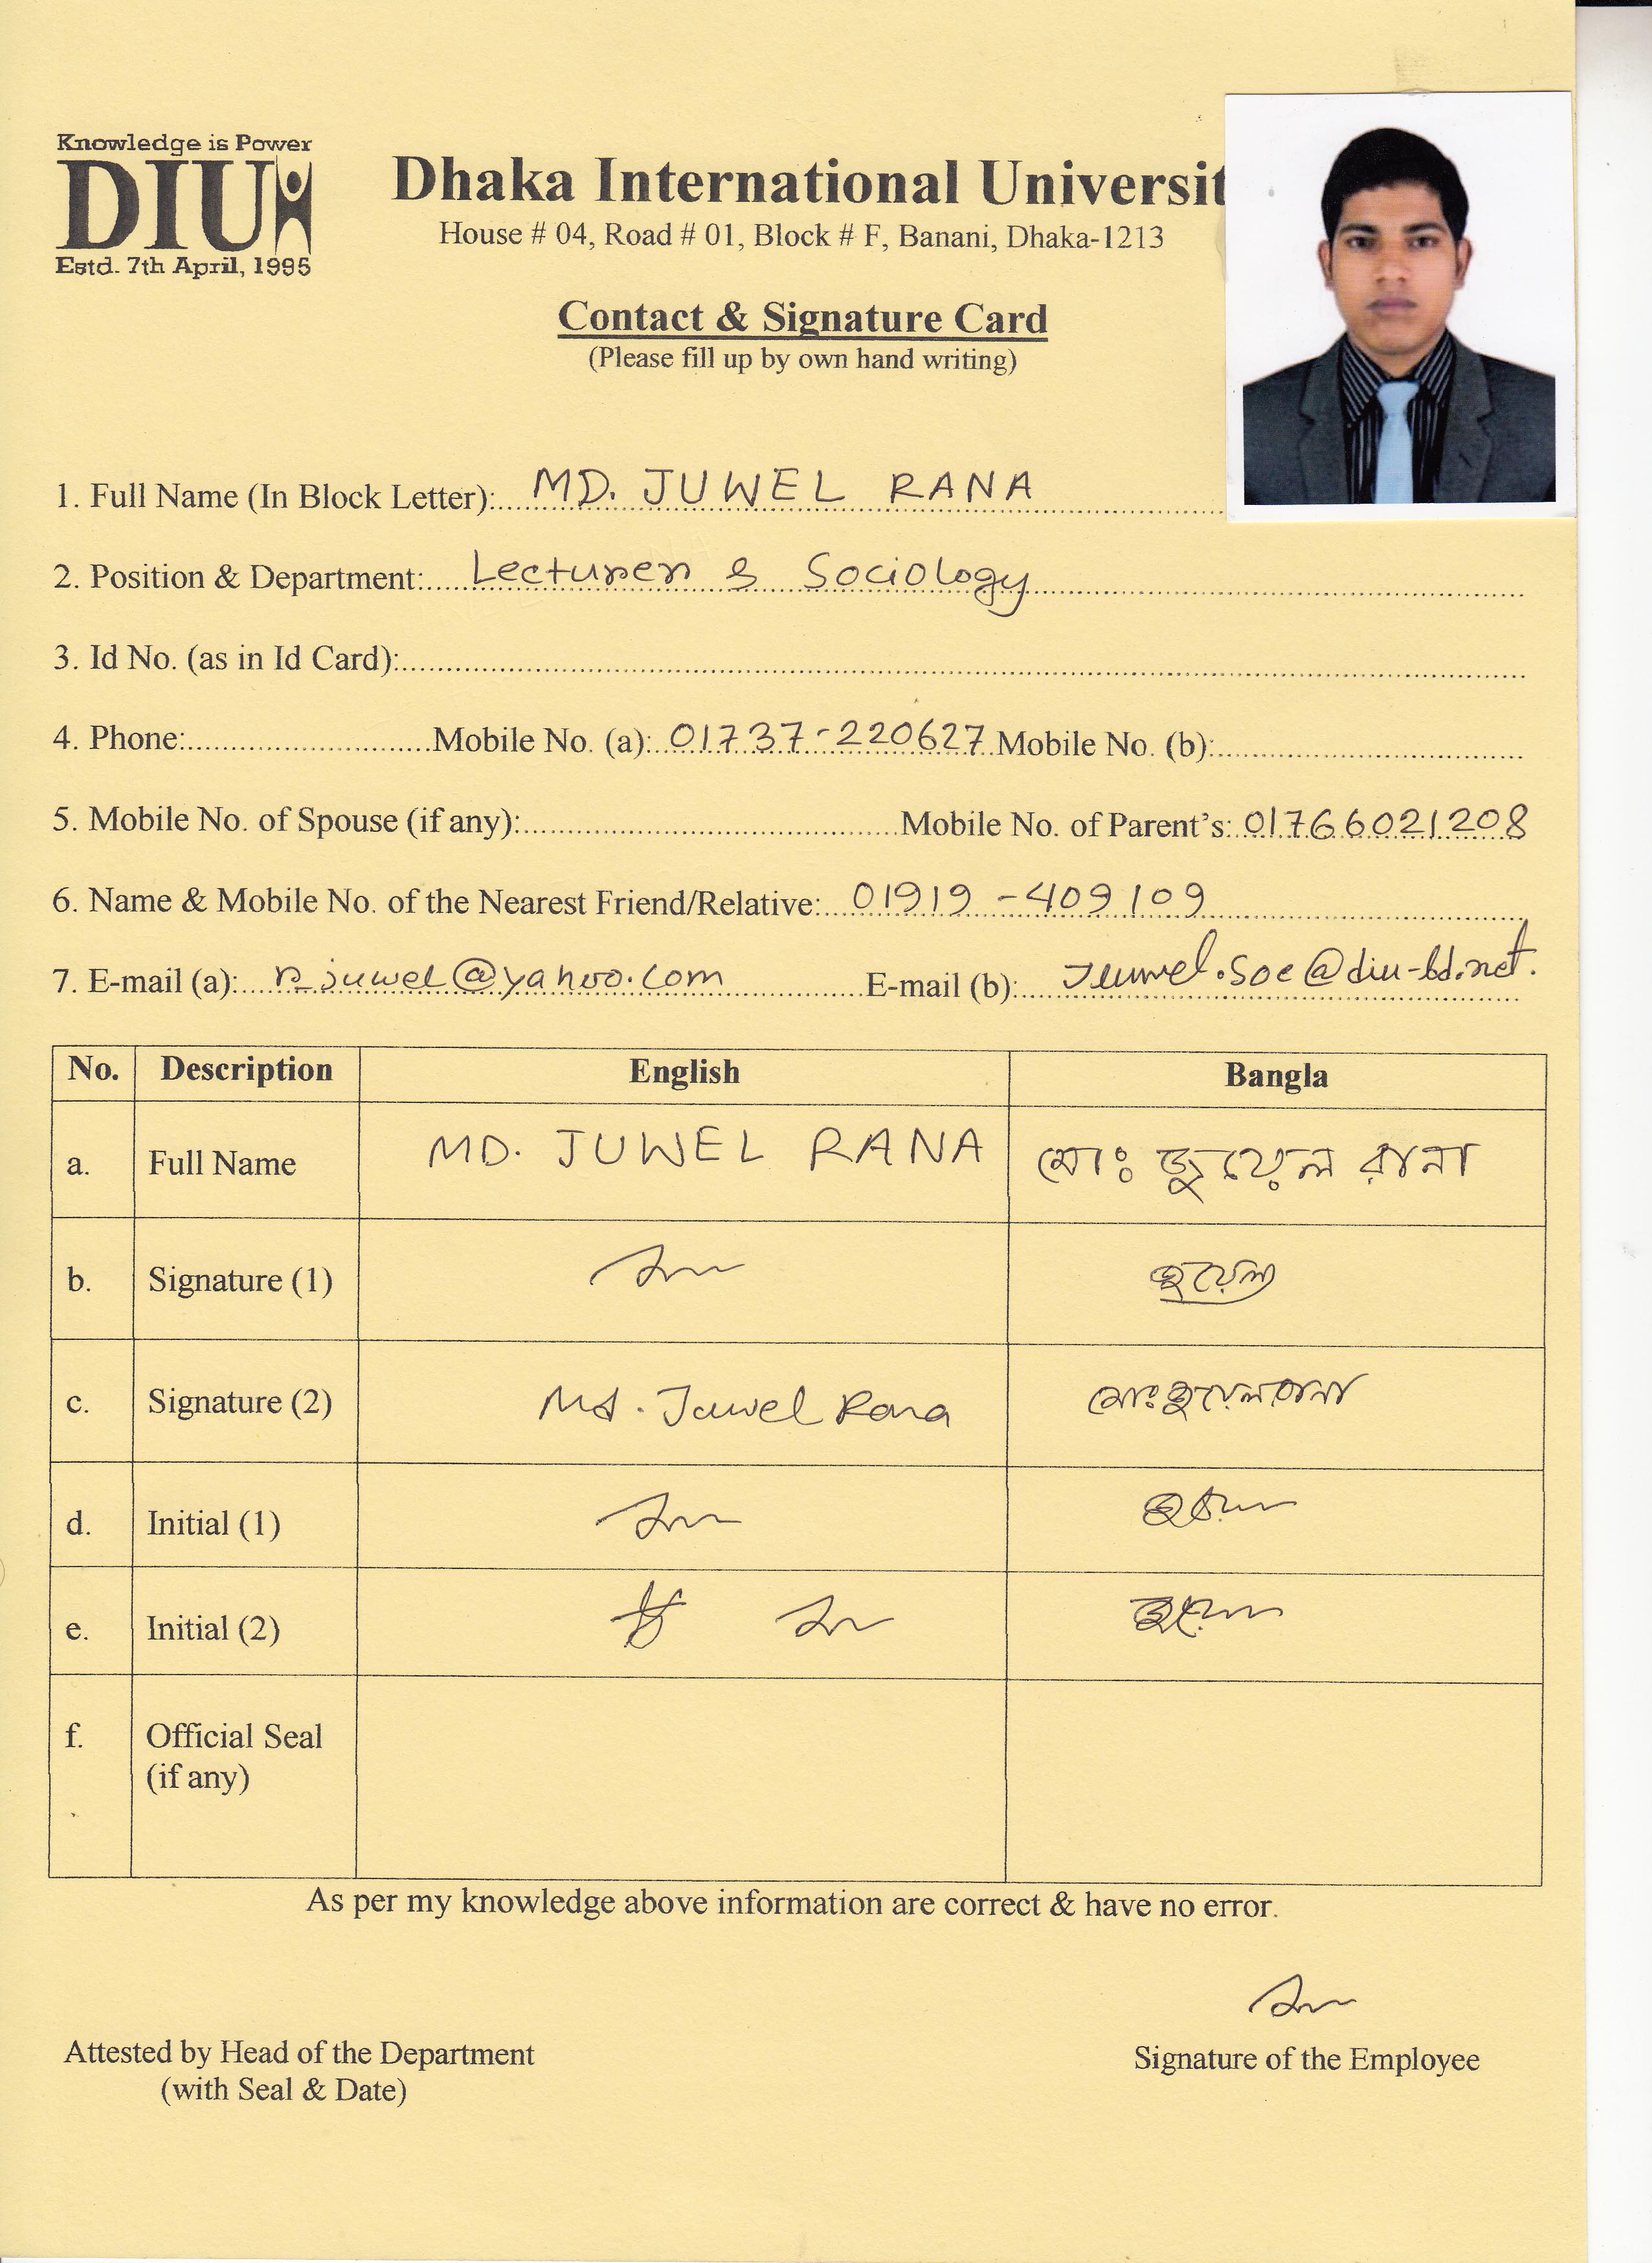 Knowledge is Power
DIU
Estd. 7th April, 1995
Dhaka International Universit
House # 04, Road # 01, Block # F, Banani, Dhaka-1213
Contact & Signature Card
(Please fill up by own hand writing)
1. Full Name (In Block Letter): MD. JUWEL RANA
2. Position & Department: Lecturer & Sociology
3. Id No. (as in Id Card):
4. Phone: Mobile No. (a): 01737-220627 Mobile No. (b):
5. Mobile No. of Spouse (if any): Mobile No. of Parent's: 01766021208
6. Name & Mobile No. of the Nearest Friend/Relative: 01919-409109
7. E-mail (a): r_juwel@yahoo.com E-mail (b): juwel.soc@diu-bd.net.
No. Description English Bangla
a. Full Name MD. JUWEL RANA মোঃ জুয়েল রানা
b. Signature (1) জুয়েল
c. Signature (2) Md. Juwel Rana মোঃ জুয়েল রানা
d. Initial (1)
e. Initial (2)
f. Official Seal
(if any)
As per my knowledge above information are correct & have no error.
Attested by Head of the Department
(with Seal & Date)
Signature of the Employee